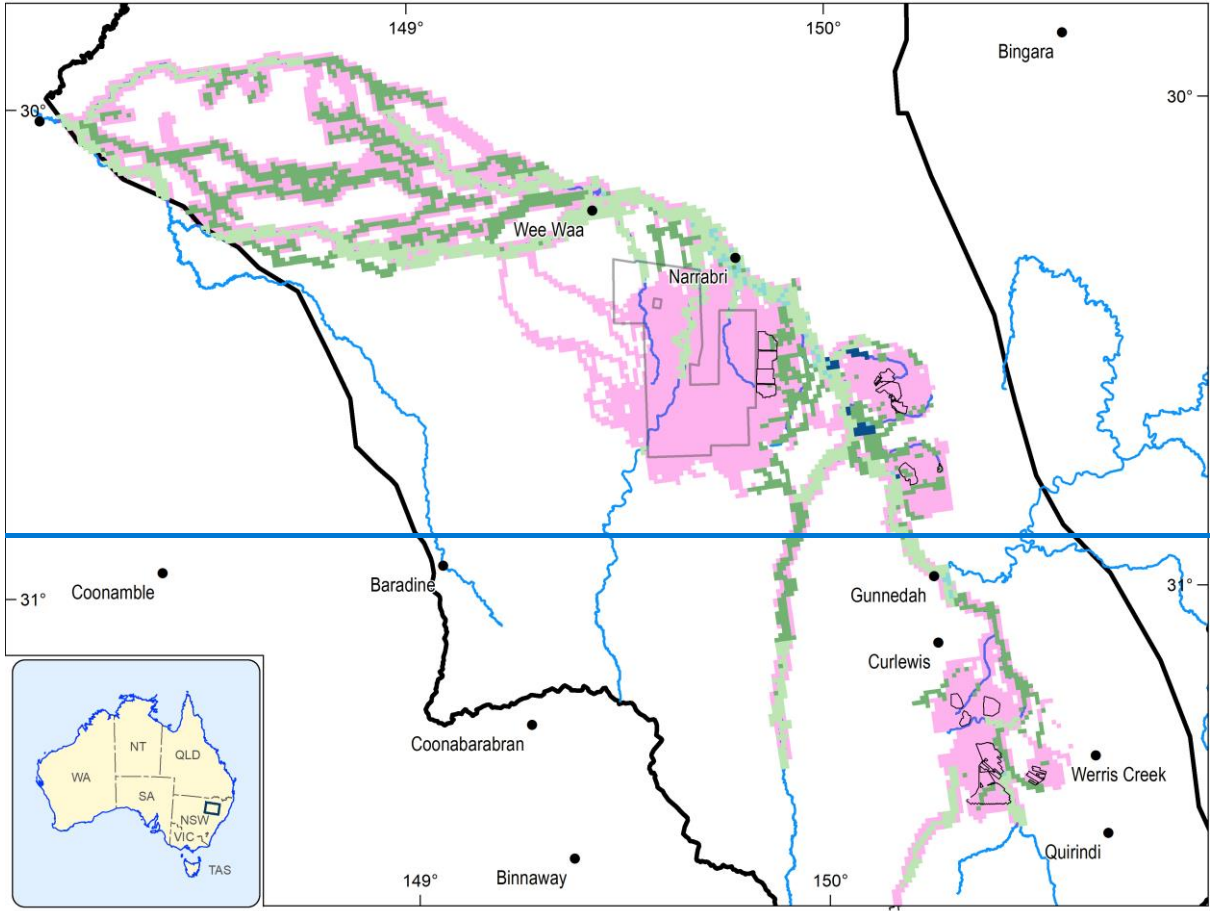 149°
150°
Bingara
30°
30°
Wee Waa
Narrabri
Coonamble
Baradine
Gunnedah
31°
31°
Curlewis
Coonabarabran
Werris Creek
Quirindi
Binnaway
149°
150°
NT
QLD
WA
SA
NSW
VIC
TAS